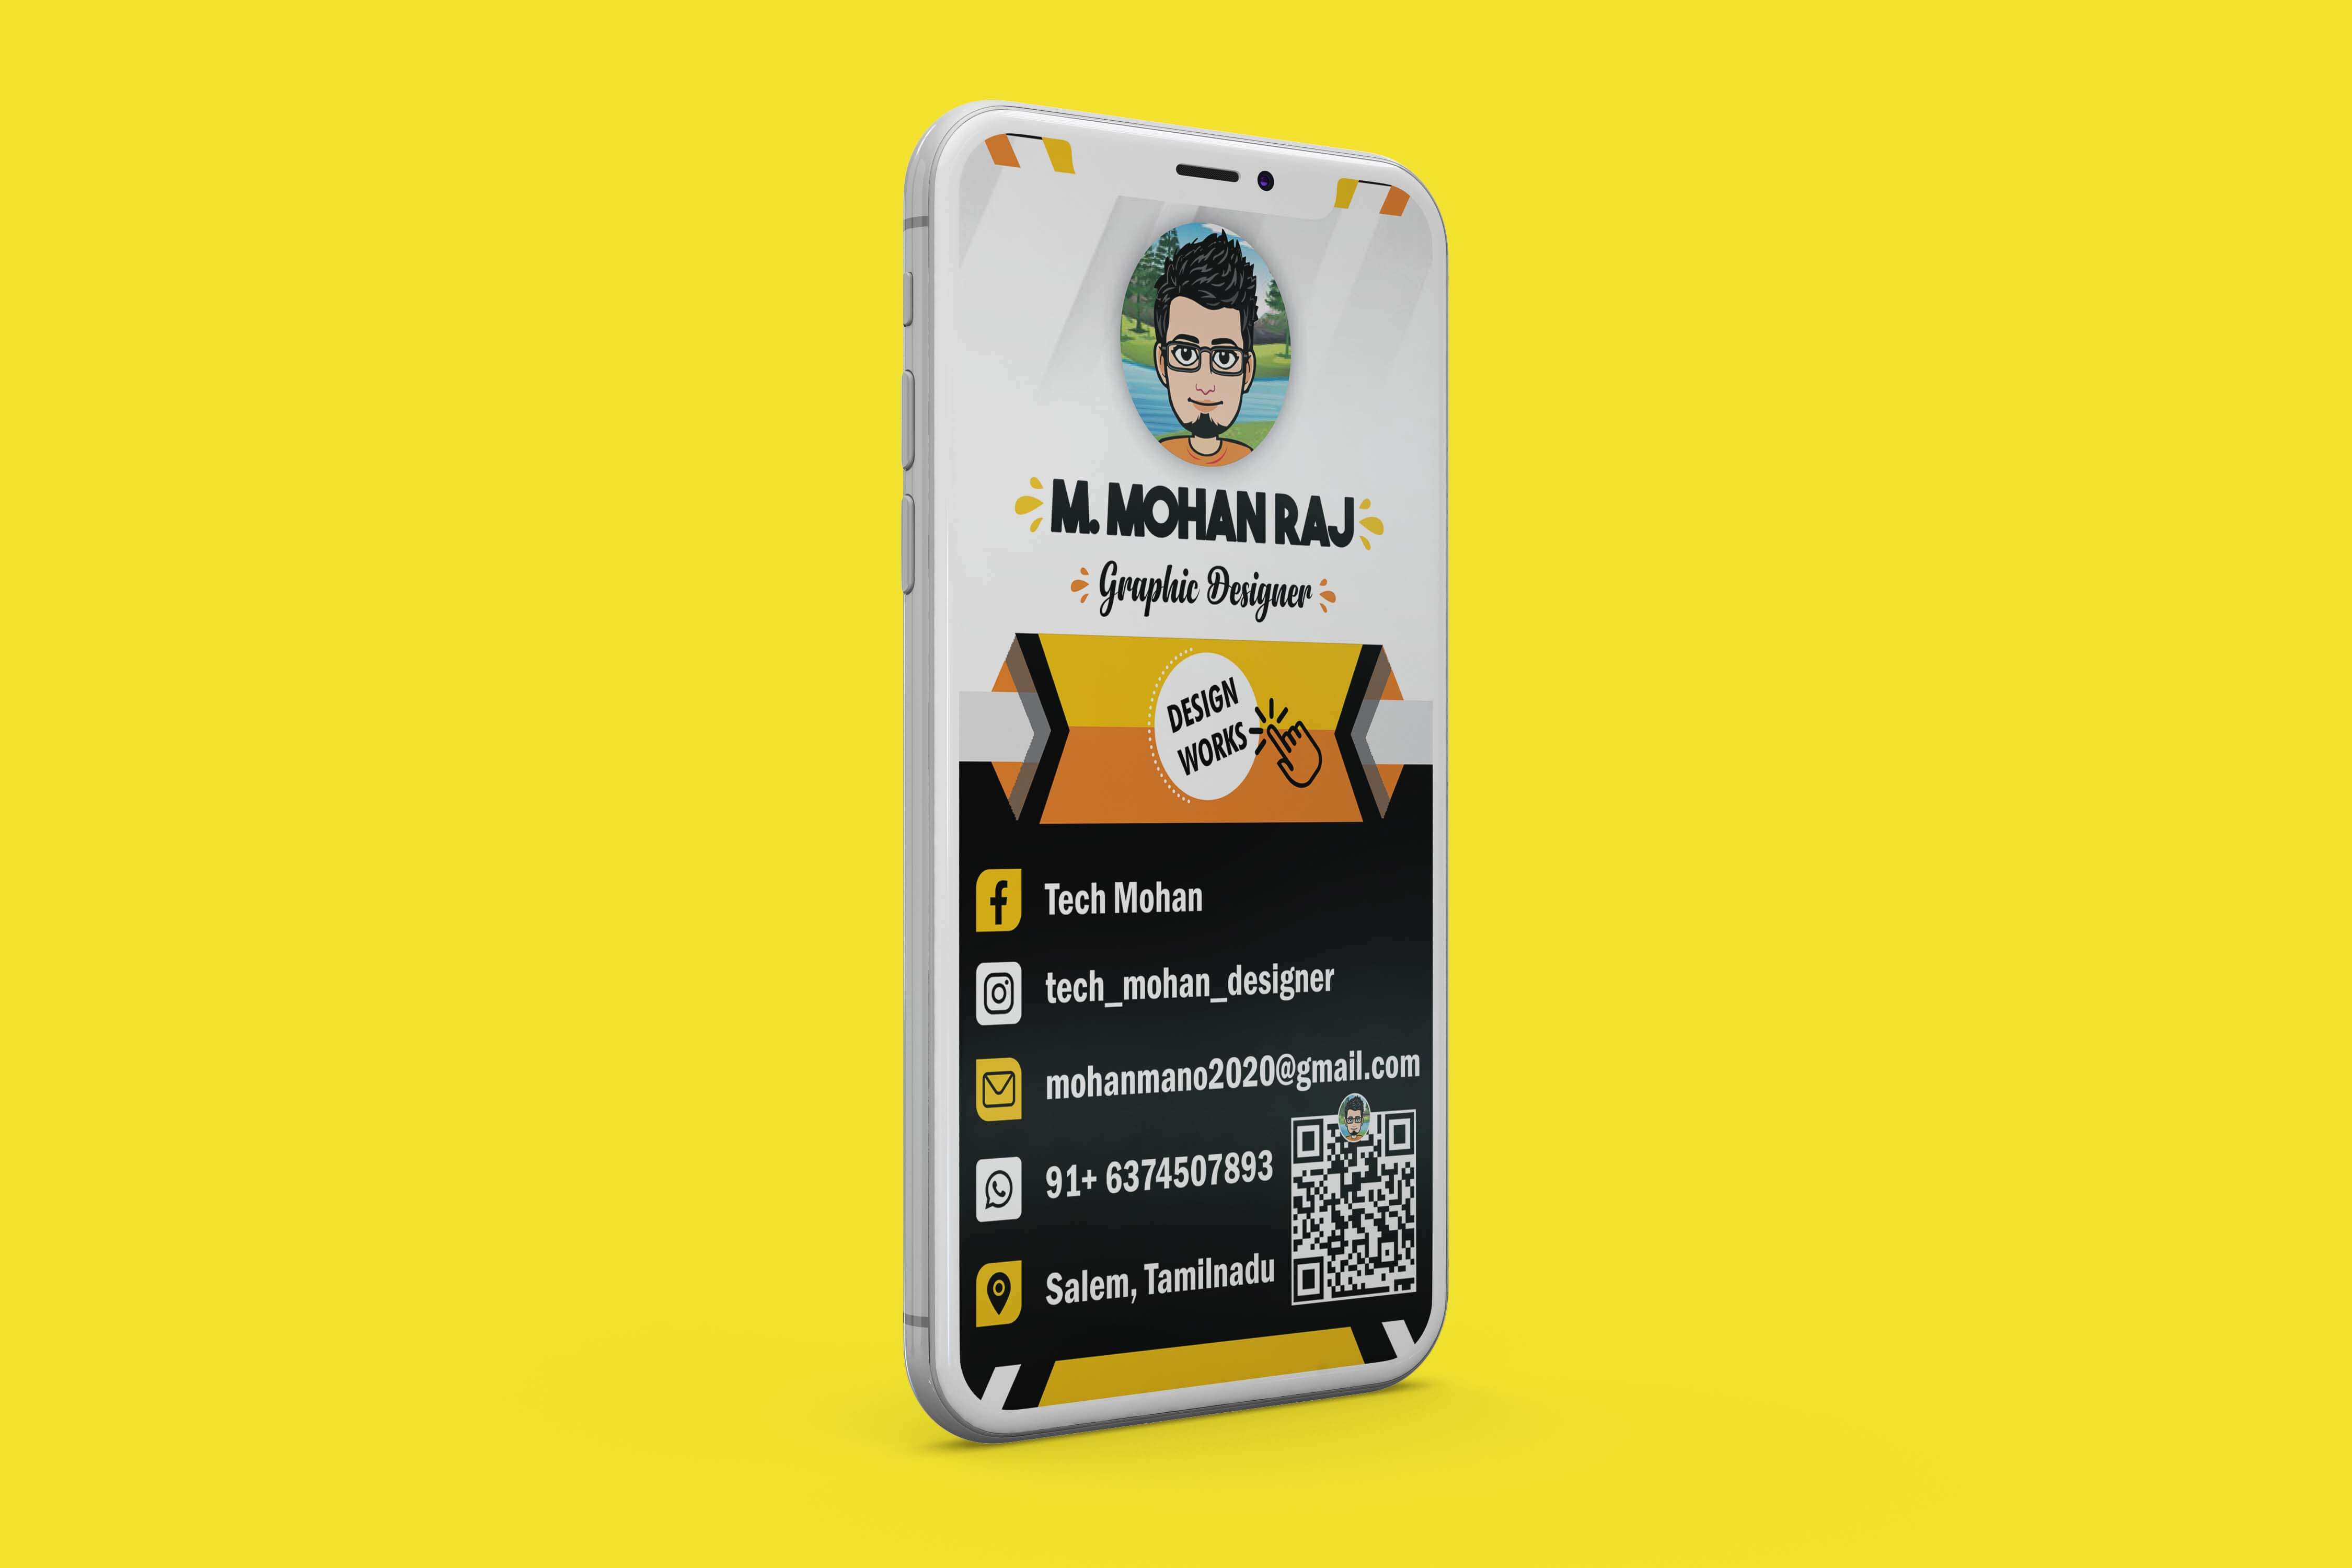 M. MOHAN RAJ
Graphic Designer
DESIGN
WORKS
Tech Mohan
tech_mohan_designer
mohanmano2020@gmail.com
91+ 6374507893
Salem, Tamilnadu